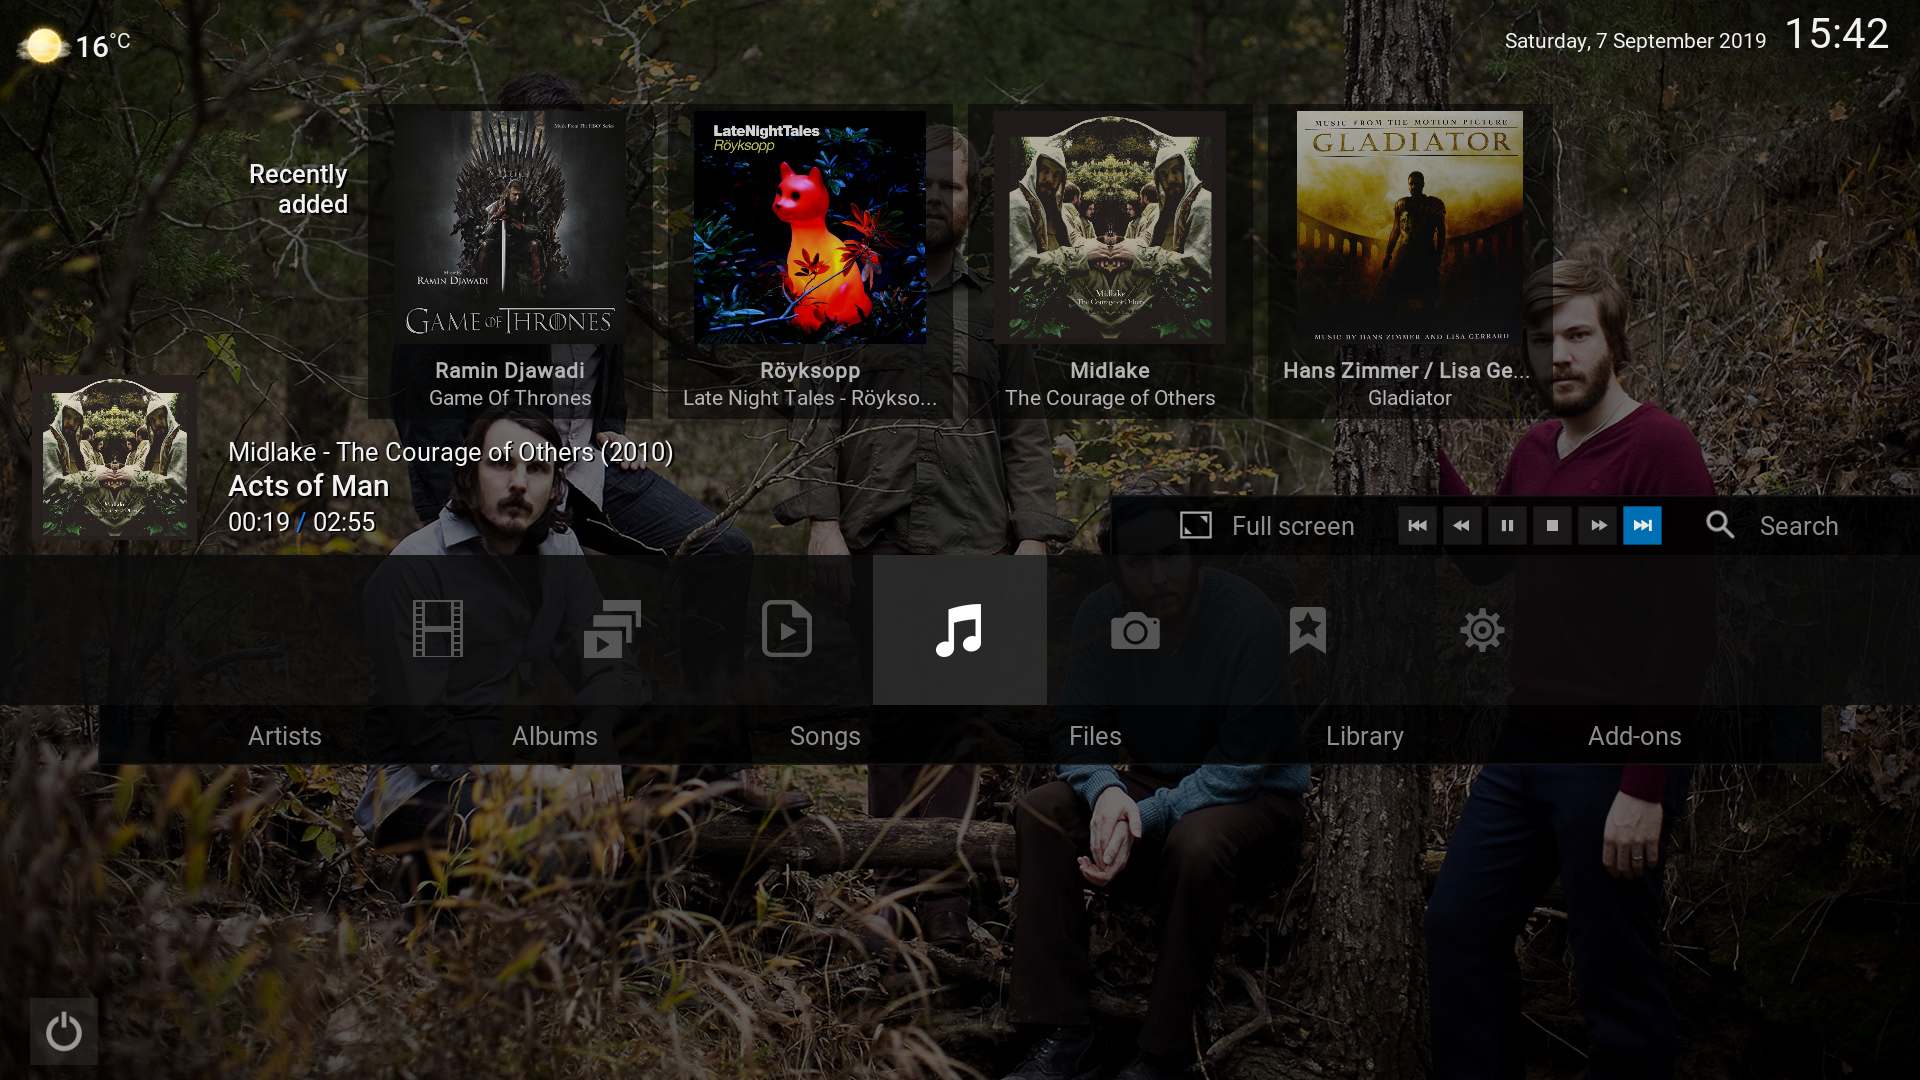 16°C
Saturday, 7 September 2019
15:42
Recently
added
Music From The HBO Series
Music by
RAMIN DJAWADI
GAME OF THRONES
Ramin Djawadi
Game Of Thrones
LateNightTales
Röyksopp
Röyksopp
Late Night Tales - Röykso...
Midlake
The Courage of Others
Midlake
The Courage of Others
MUSIC FROM THE MOTION PICTURE
GLADIATOR
MUSIC BY HANS ZIMMER AND LISA GERRARD
Hans Zimmer / Lisa Ge...
Gladiator
Midlake - The Courage of Others (2010)
Acts of Man
00:19 / 02:55
Full screen
Search
Artists
Albums
Songs
Files
Library
Add-ons